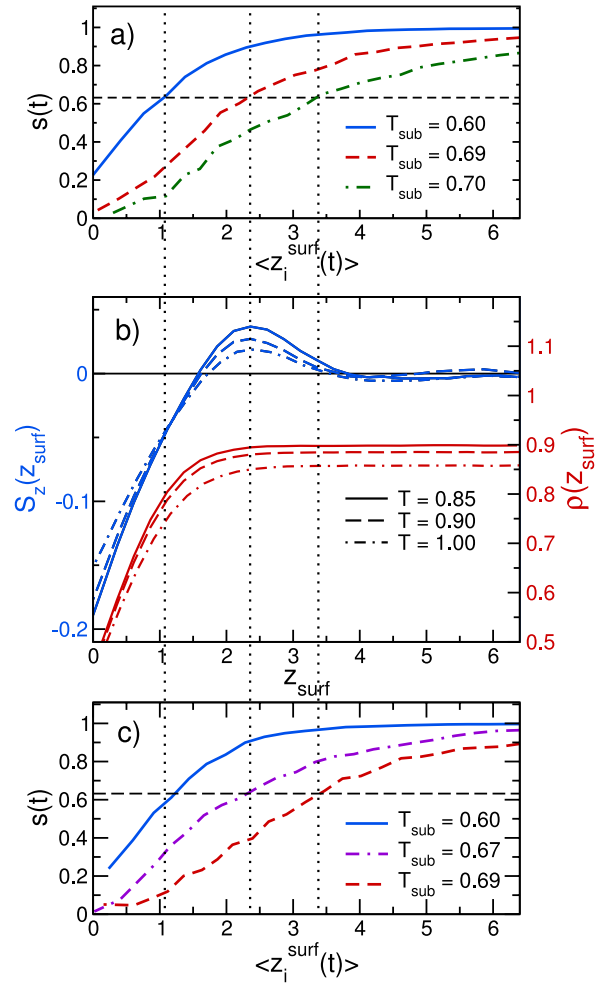 a)
s(t)
1
0.8
0.6
0.4
0.2
0
T_sub = 0.60
T_sub = 0.69
T_sub = 0.70
0 1 2 3 4 5 6
<z_i^surf(t)>
b)
S_z(z_surf)
0
-0.1
-0.2
ρ(z_surf)
1.1
1
0.9
0.8
0.7
0.6
0.5
T = 0.85
T = 0.90
T = 1.00
0 1 2 3 4 5 6
z_surf
c)
s(t)
1
0.8
0.6
0.4
0.2
0
T_sub = 0.60
T_sub = 0.67
T_sub = 0.69
0 1 2 3 4 5 6
<z_i^surf(t)>